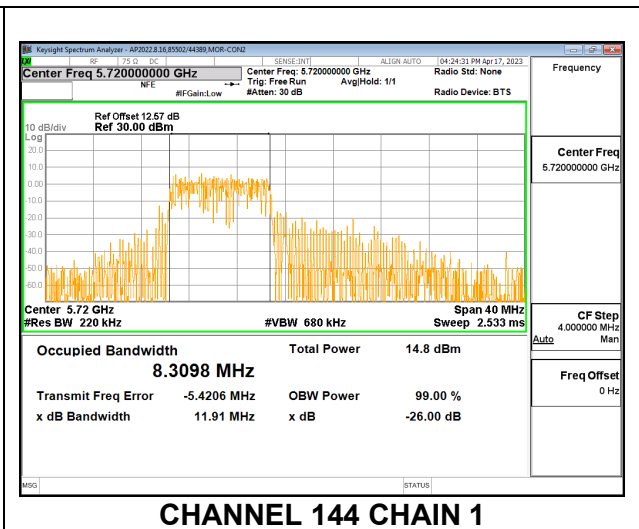 Keysight Spectrum Analyzer - AP2022.8.16,85502/44389,MOR-CON2
RF 75 Ω DC SENSE:INT ALIGN AUTO 04:24:31 PM Apr 17, 2023
Center Freq 5.720000000 GHz Center Freq: 5.720000000 GHz Radio Std: None Frequency
NFE Trig: Free Run Avg|Hold: 1/1
#IFGain:Low #Atten: 30 dB Radio Device: BTS
Ref Offset 12.57 dB
10 dB/div Ref 30.00 dBm
Log
20.0
10.0
0.00
-10.0
-20.0
-30.0
-40.0
-50.0
-60.0
Center Freq
5.720000000 GHz
Center 5.72 GHz Span 40 MHz
#Res BW 220 kHz #VBW 680 kHz Sweep 2.533 ms
CF Step
4.000000 MHz
Auto Man
Freq Offset
0 Hz
Occupied Bandwidth Total Power 14.8 dBm
8.3098 MHz
Transmit Freq Error -5.4206 MHz OBW Power 99.00 %
x dB Bandwidth 11.91 MHz x dB -26.00 dB
MSG STATUS
CHANNEL 144 CHAIN 1